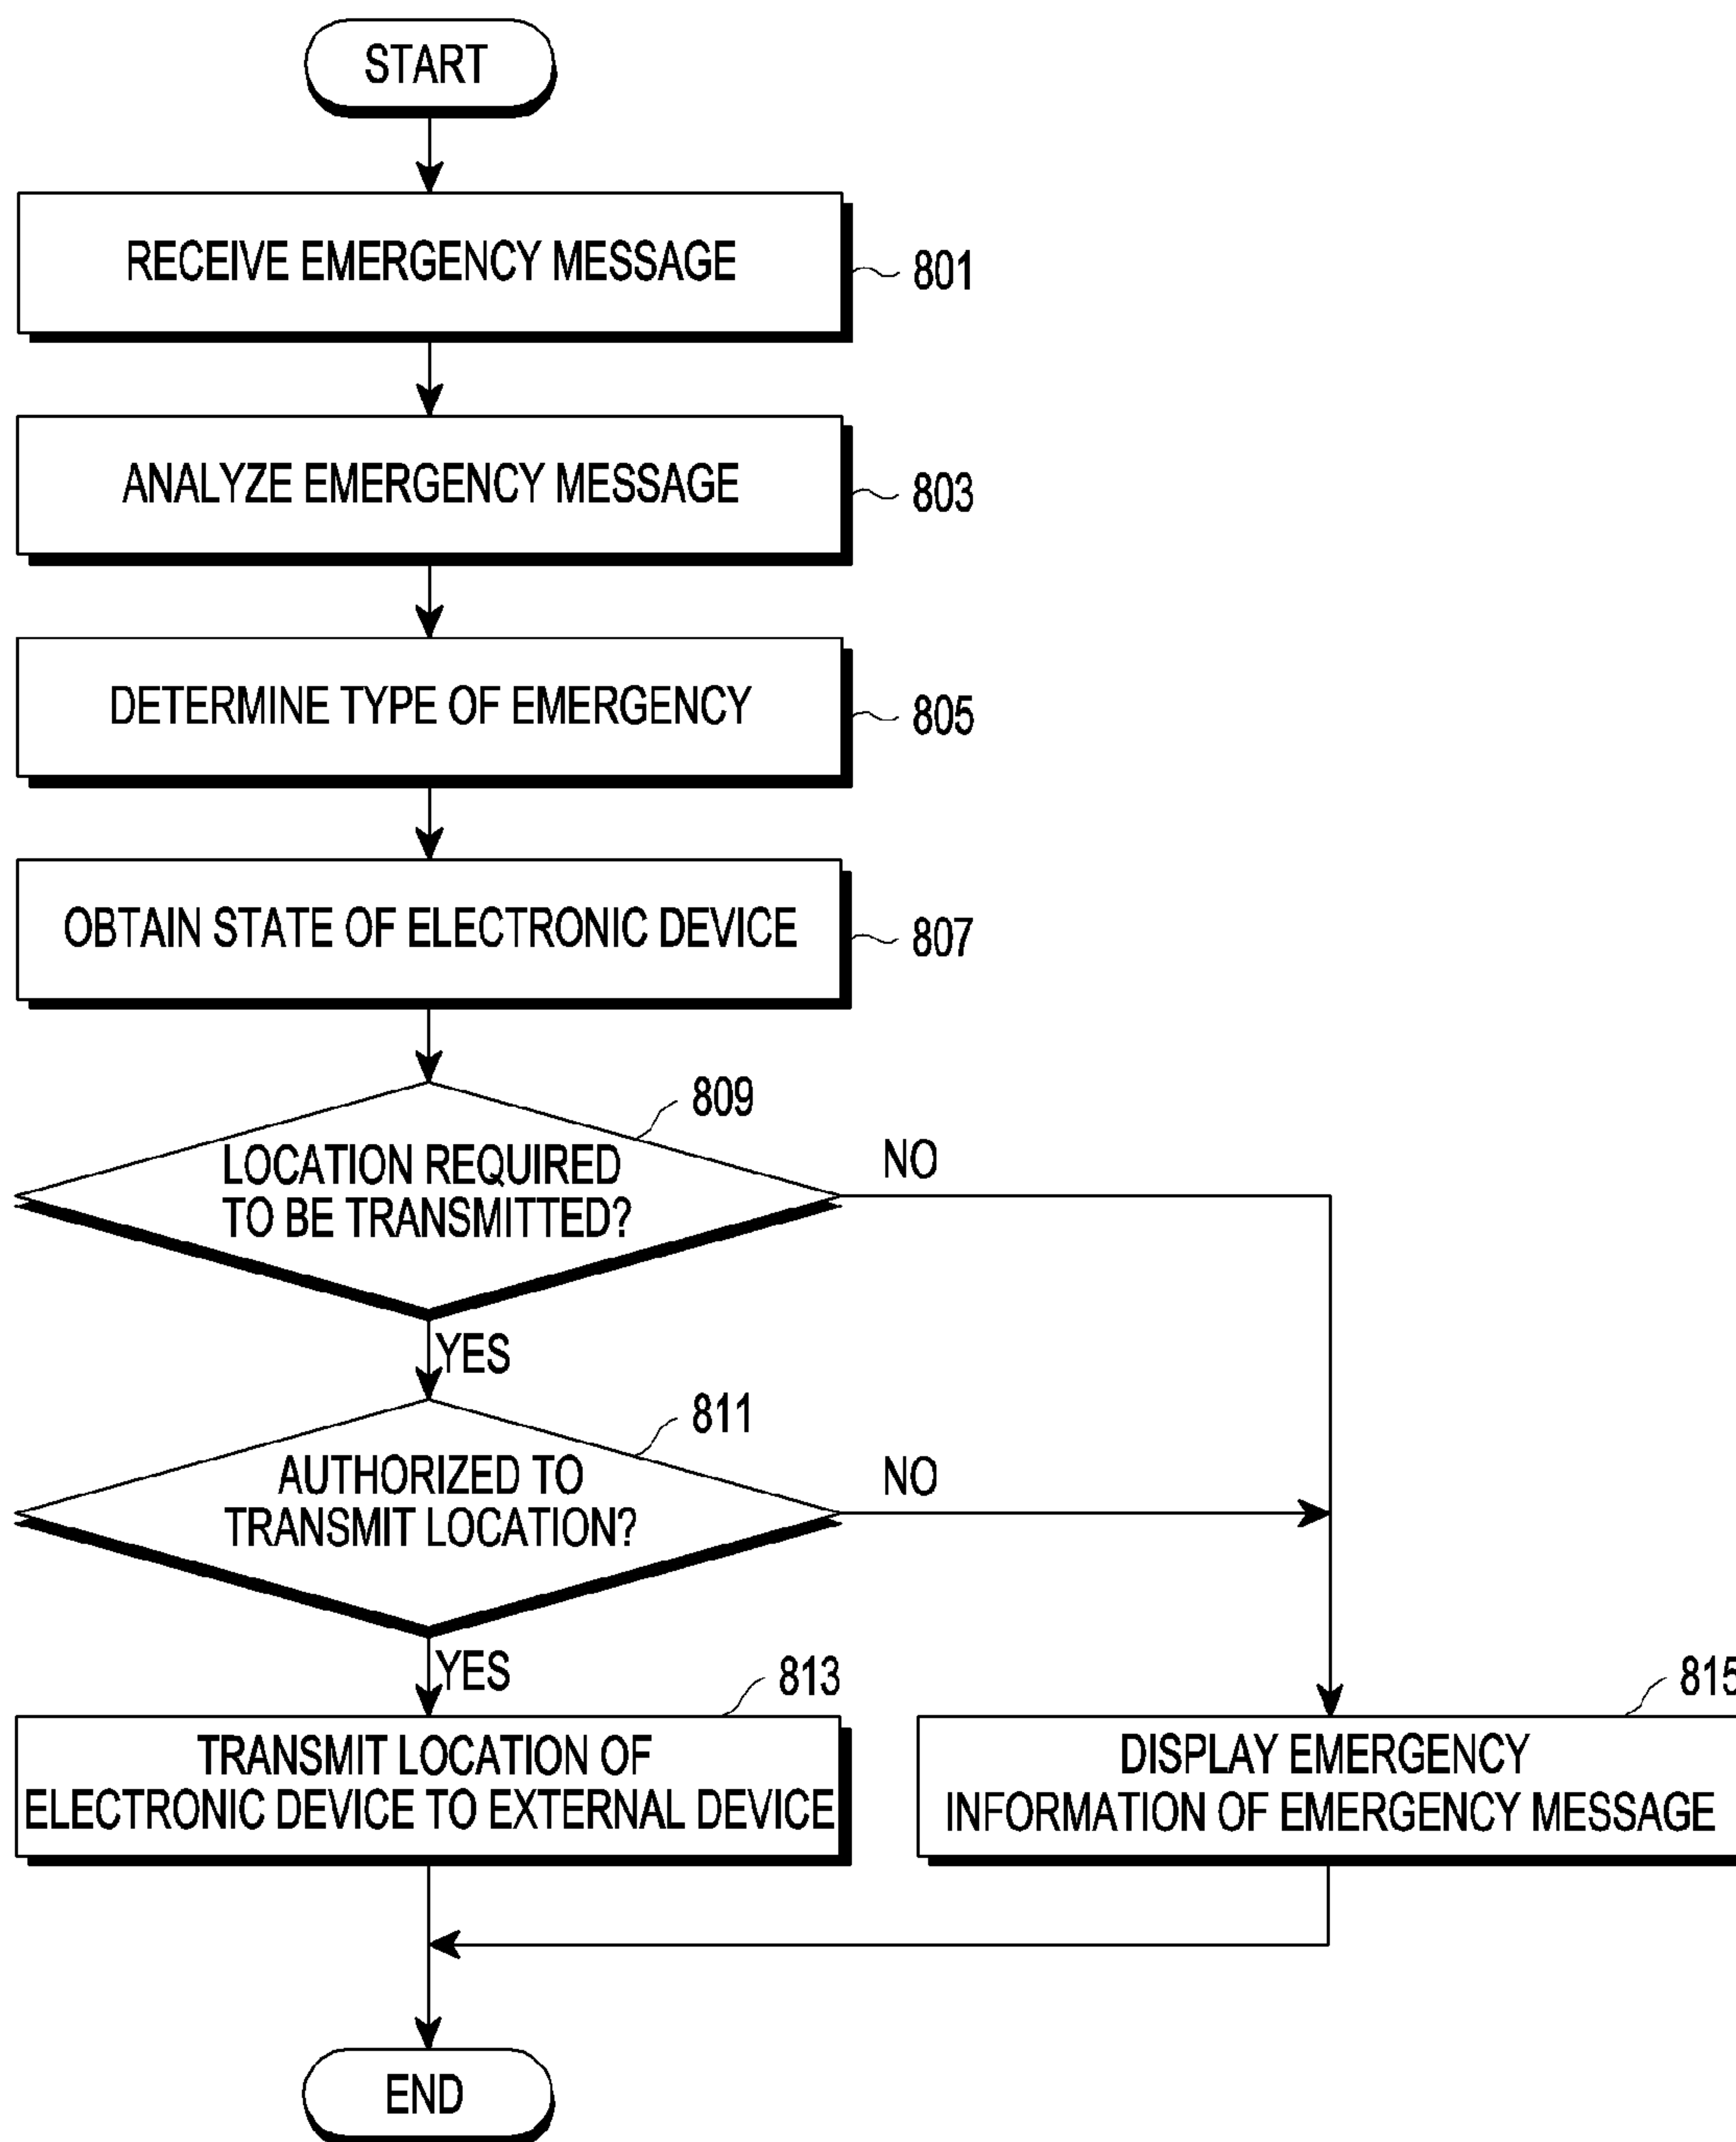 START
RECEIVE EMERGENCY MESSAGE
801
ANALYZE EMERGENCY MESSAGE
803
DETERMINE TYPE OF EMERGENCY
805
OBTAIN STATE OF ELECTRONIC DEVICE
807
809
LOCATION REQUIRED
TO BE TRANSMITTED?
NO
YES
811
AUTHORIZED TO
TRANSMIT LOCATION?
NO
YES
813
TRANSMIT LOCATION OF
ELECTRONIC DEVICE TO EXTERNAL DEVICE
815
DISPLAY EMERGENCY
INFORMATION OF EMERGENCY MESSAGE
END